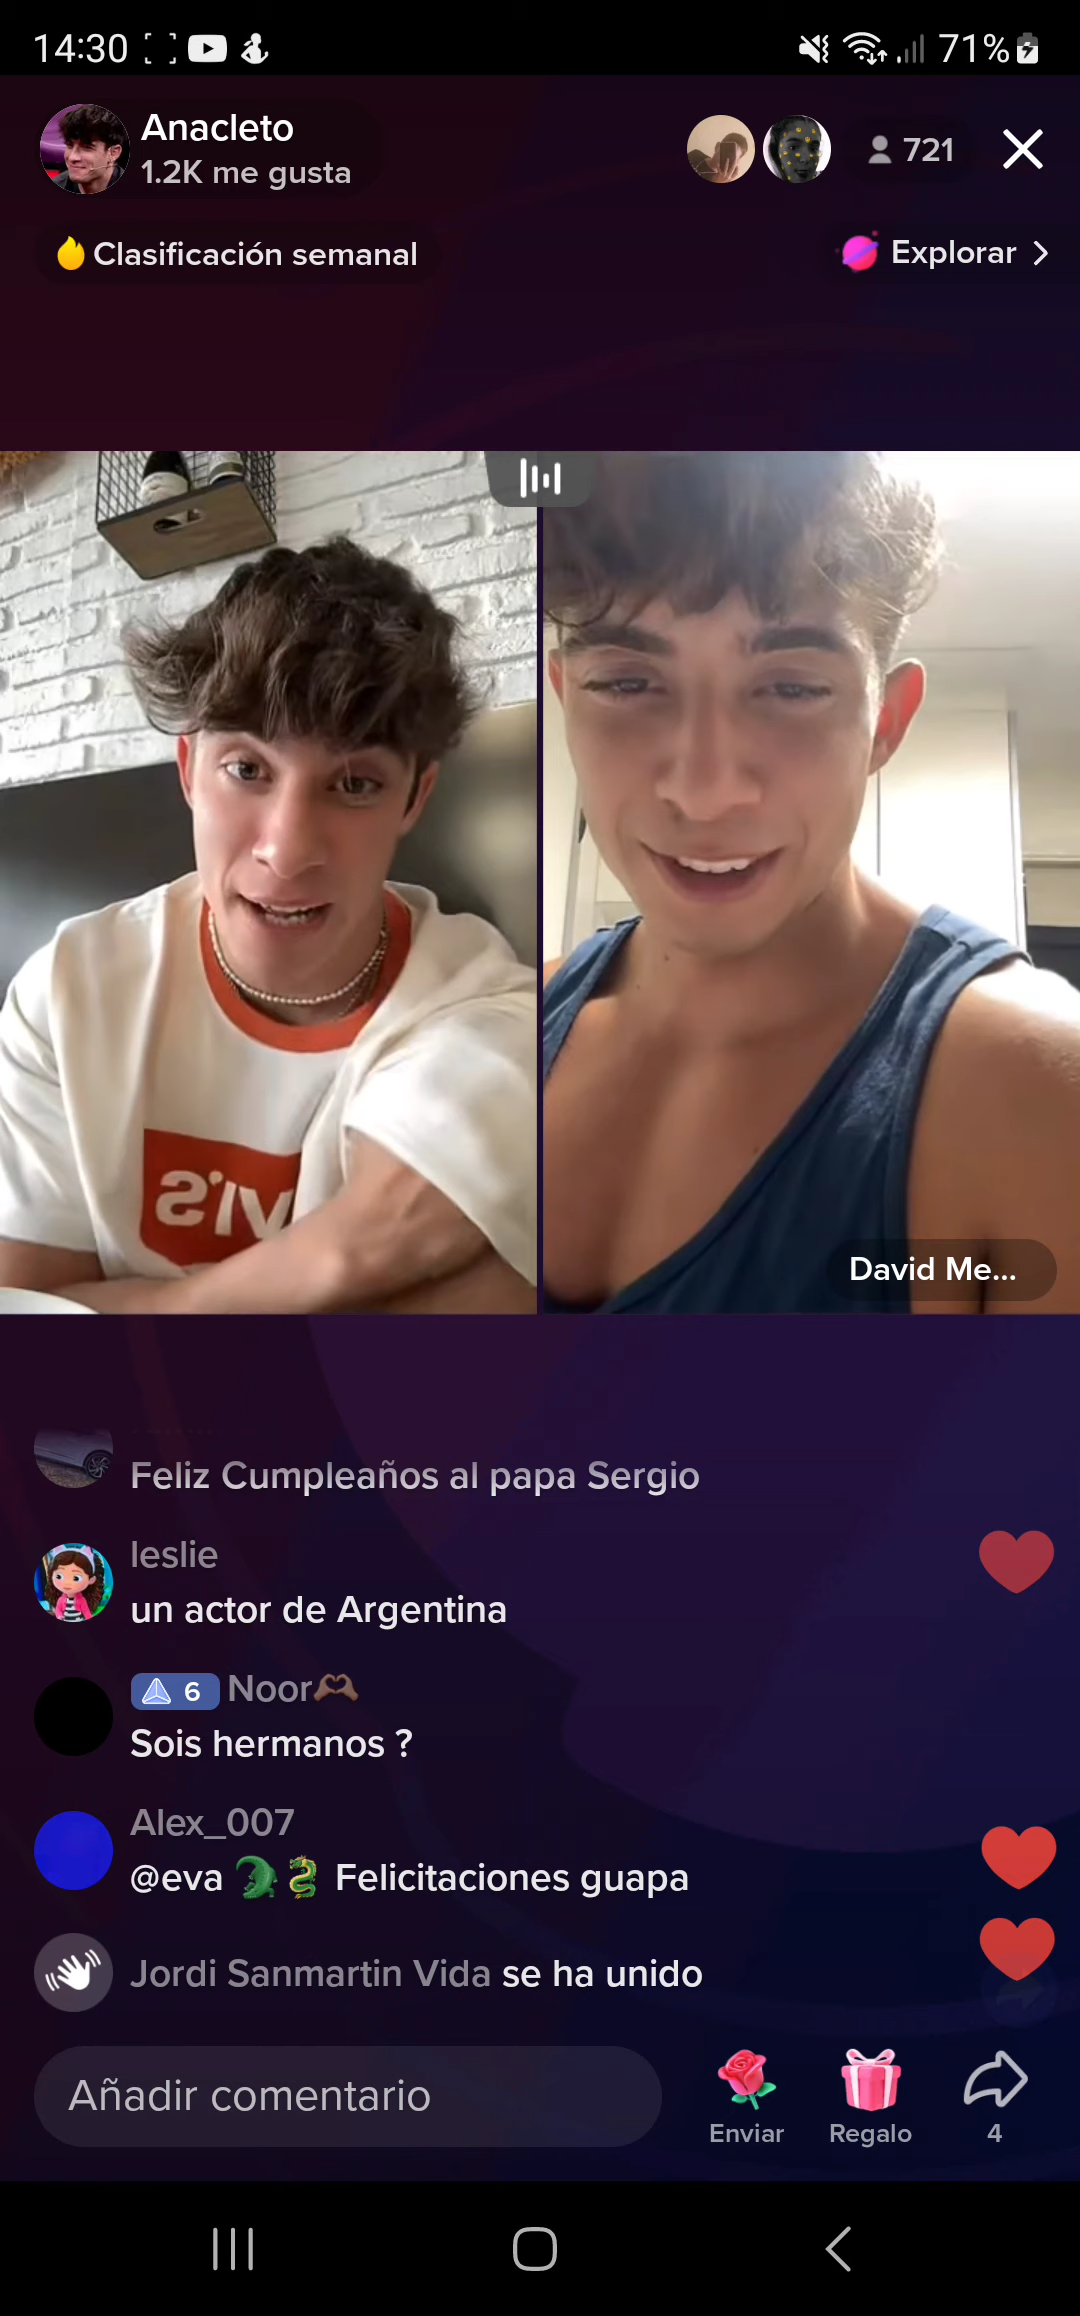 14:30
71%
Anacleto
1.2K me gusta
721
Clasificación semanal
Explorar
David Me...
Feliz Cumpleaños al papa Sergio
leslie
un actor de Argentina
6 Noor🫶🏽
Sois hermanos ?
Alex_007
@eva 🐊🐉 Felicitaciones guapa
Jordi Sanmartin Vida se ha unido
Añadir comentario
Enviar
Regalo
4